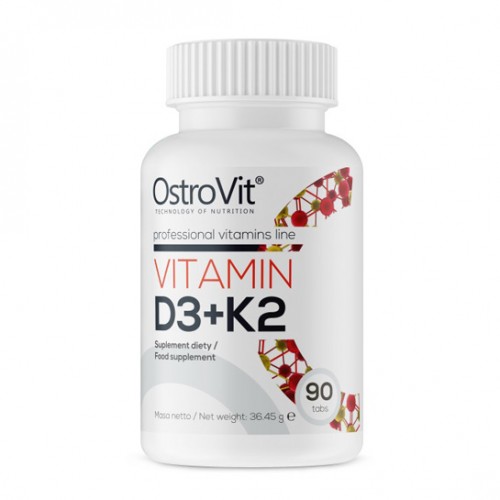 OstroVit®
TECHNOLOGY OF NUTRITION
professional vitamins line
VITAMIN
D3+K2
Suplement diety /
Food supplement
90
tabs
Masa netto / Net weight: 36.45 g ℮